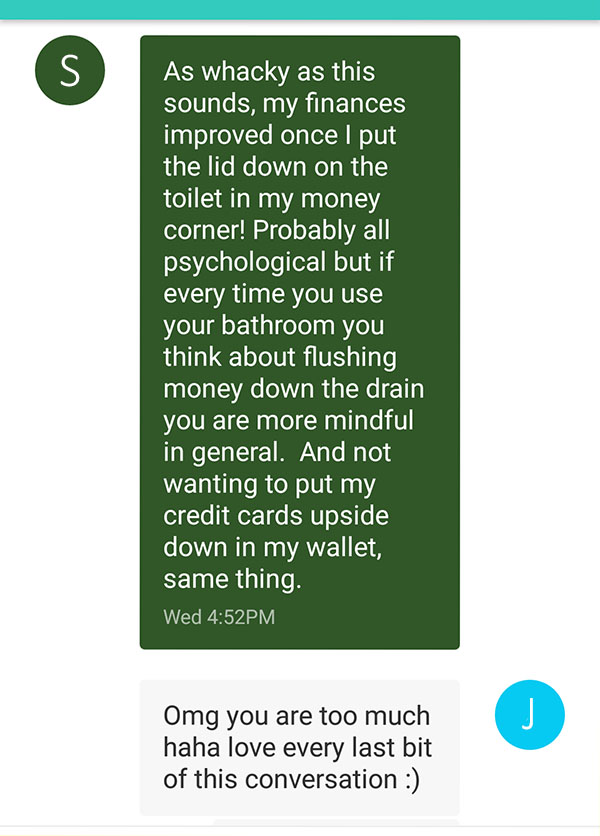 S
As whacky as this
sounds, my finances
improved once I put
the lid down on the
toilet in my money
corner! Probably all
psychological but if
every time you use
your bathroom you
think about flushing
money down the drain
you are more mindful
in general.  And not
wanting to put my
credit cards upside
down in my wallet,
same thing.
Wed 4:52PM
J
Omg you are too much
haha love every last bit
of this conversation :)